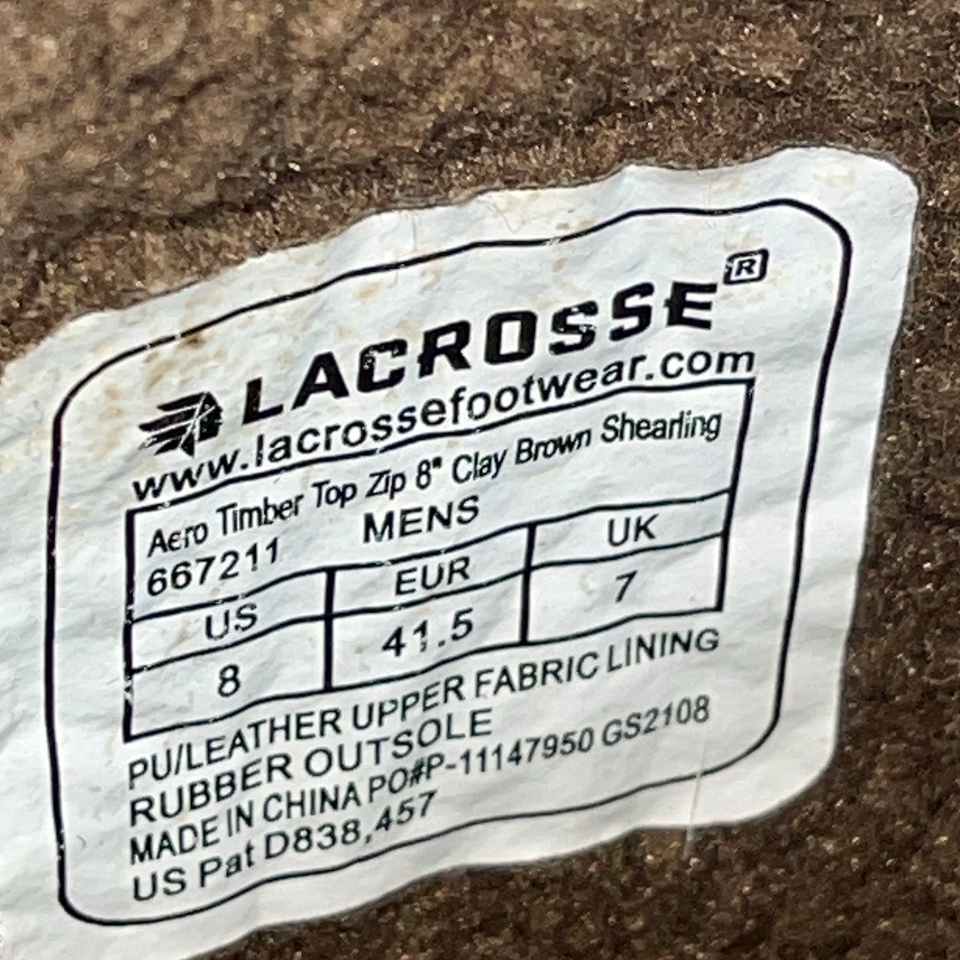 LACROSSE®
www.lacrossefootwear.com
Aero Timber Top Zip 8" Clay Brown Shearling
667211 MENS
US EUR UK
8 41.5 7
PU/LEATHER UPPER FABRIC LINING
RUBBER OUTSOLE
MADE IN CHINA PO#P-11147950 GS2108
US Pat D838,457